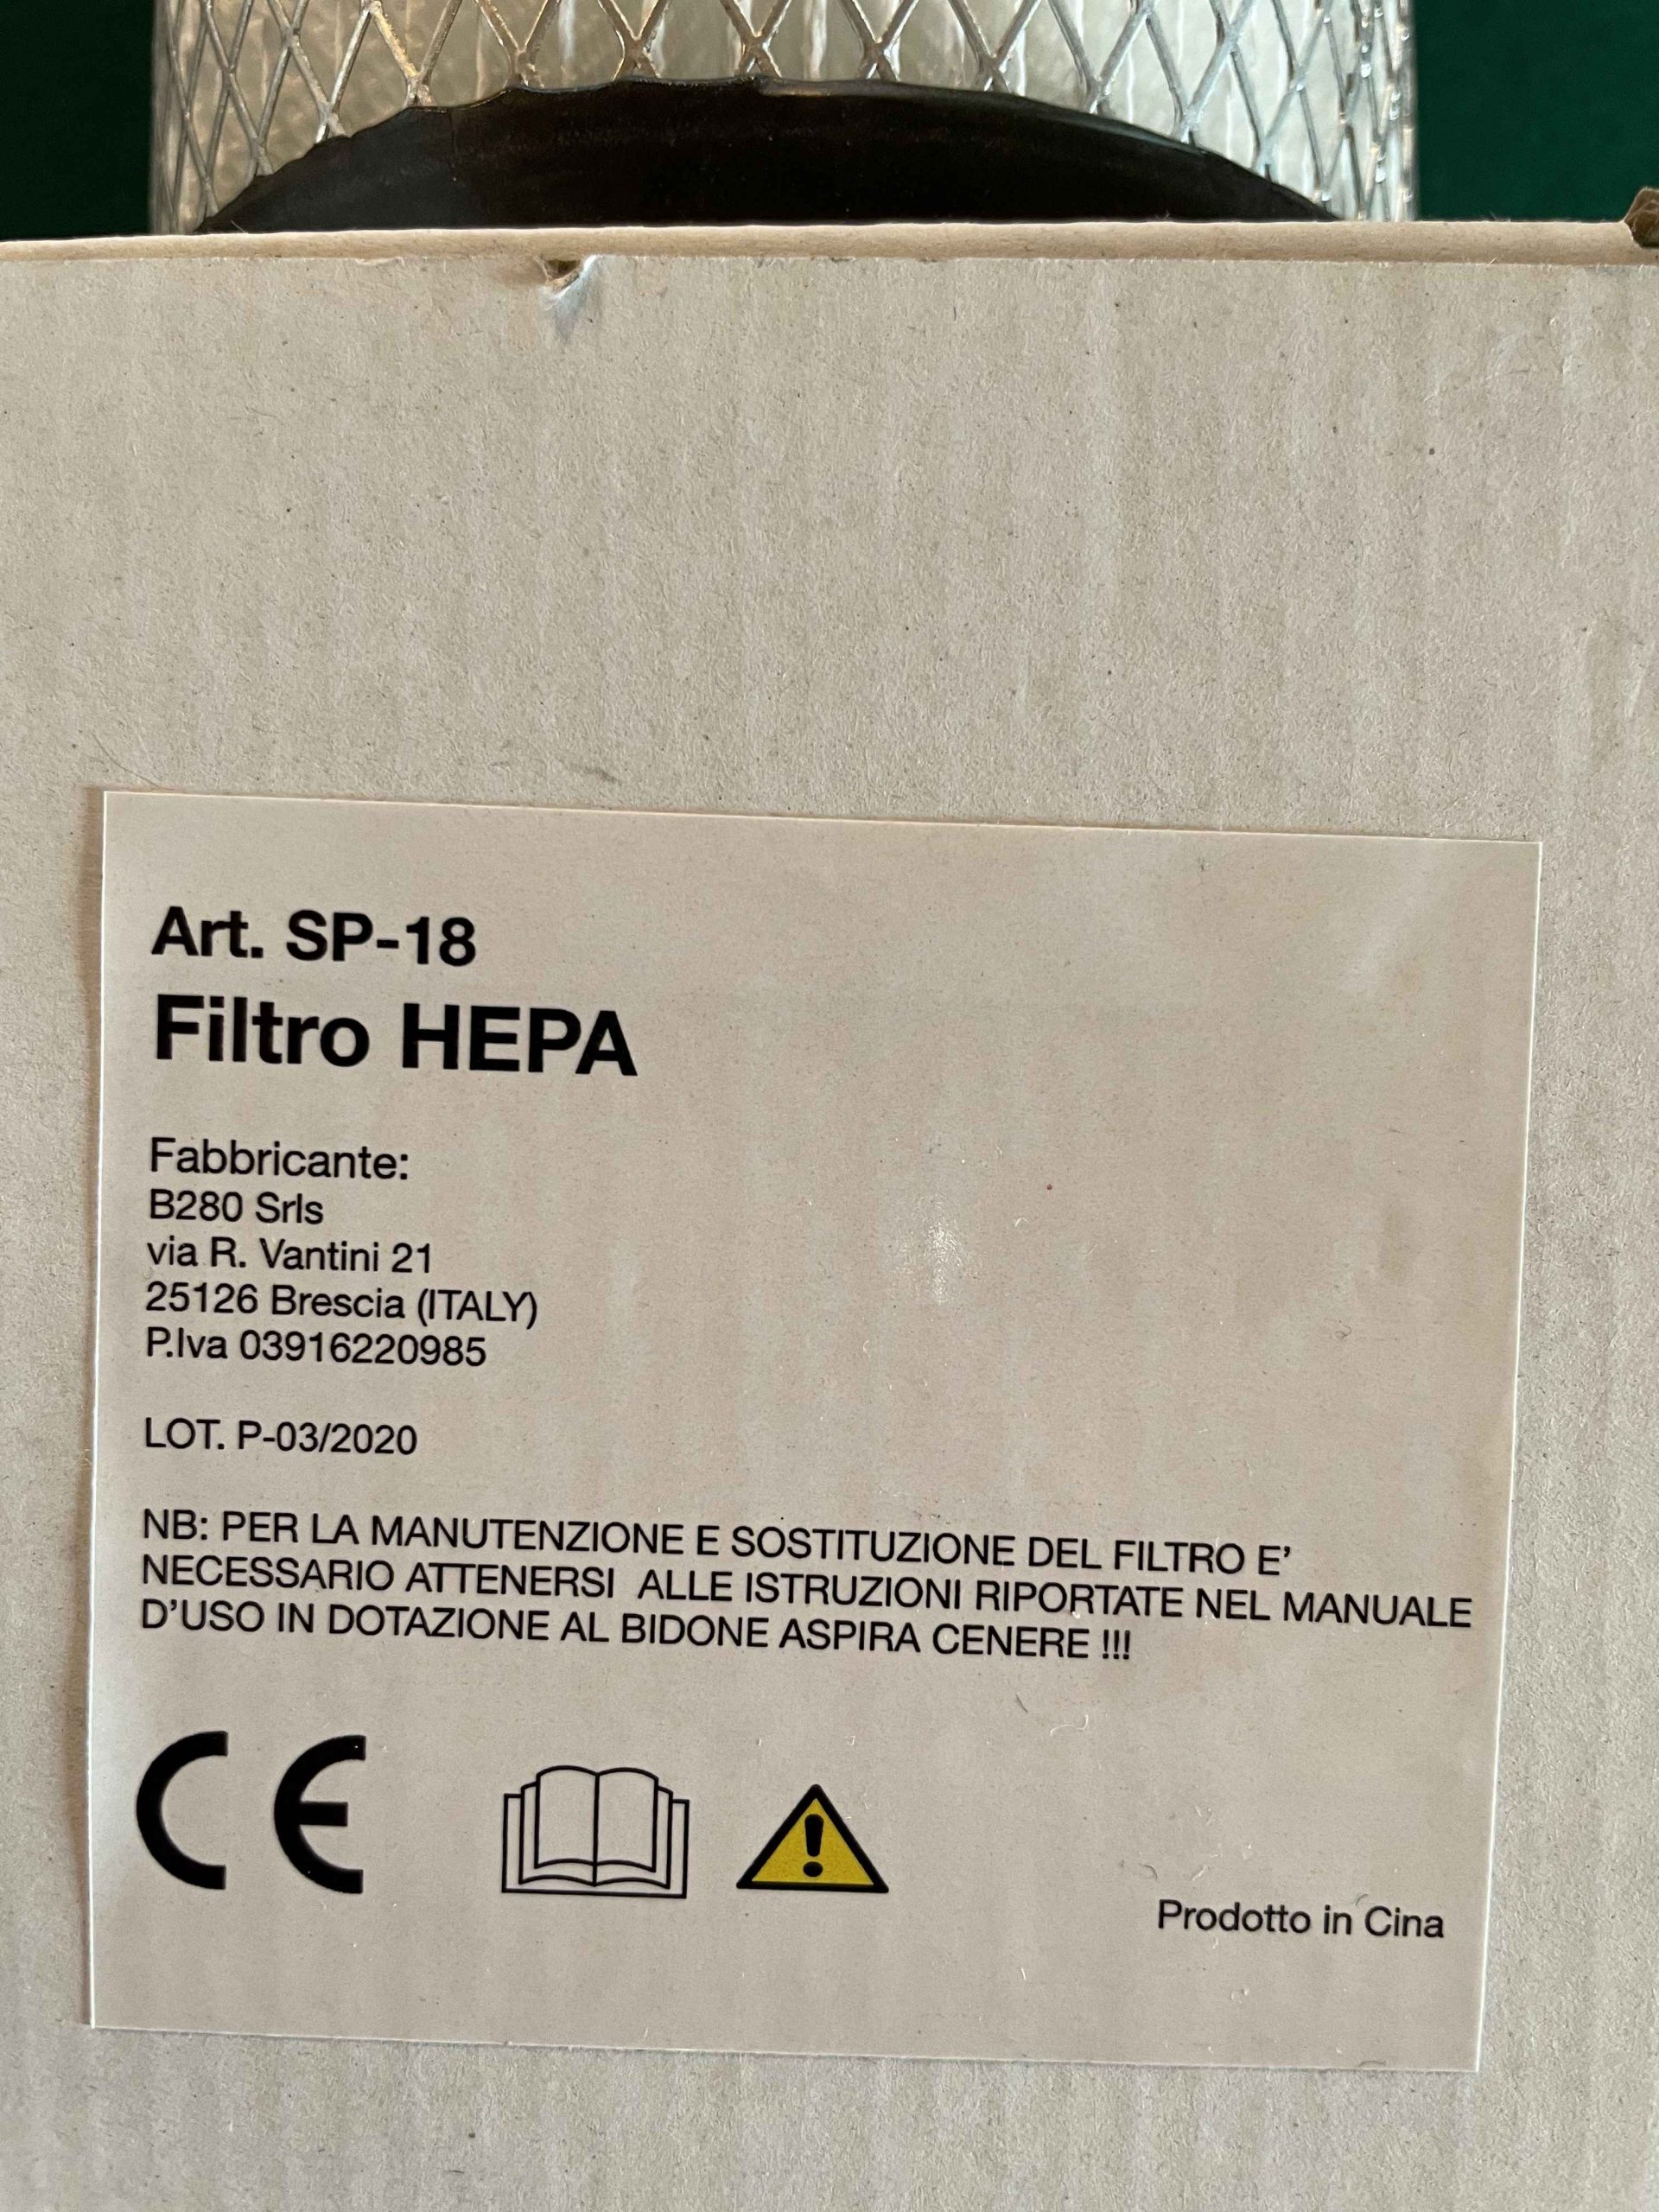 Art. SP-18
Filtro HEPA
Fabbricante:
B280 Srls
via R. Vantini 21
25126 Brescia (ITALY)
P.Iva 03916220985
LOT. P-03/2020
NB: PER LA MANUTENZIONE E SOSTITUZIONE DEL FILTRO E'
NECESSARIO ATTENERSI ALLE ISTRUZIONI RIPORTATE NEL MANUALE
D'USO IN DOTAZIONE AL BIDONE ASPIRA CENERE !!!
CE
Prodotto in Cina